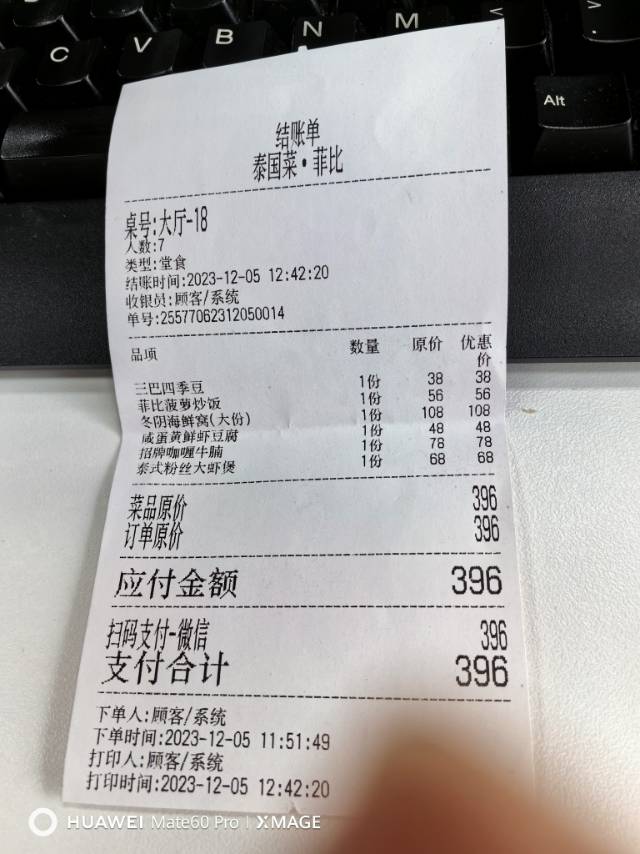 C V B N M < >
Alt
结账单
泰国菜•菲比
桌号:大厅-18
人数:7
类型:堂食
结账时间:2023-12-05 12:42:20
收银员:顾客/系统
单号:25577062312050014
品项 数量 原价 优惠价
三巴四季豆 1份 38 38
菲比菠萝炒饭 1份 56 56
冬阴海鲜窝(大份) 1份 108 108
咸蛋黄鲜虾豆腐 1份 48 48
招牌咖喱牛腩 1份 78 78
泰式粉丝大虾煲 1份 68 68
菜品原价 396
订单原价 396
应付金额 396
扫码支付-微信 396
支付合计 396
下单人:顾客/系统
下单时间:2023-12-05 11:51:49
打印人:顾客/系统
打印时间:2023-12-05 12:42:20
HUAWEI Mate60 Pro | XMAGE